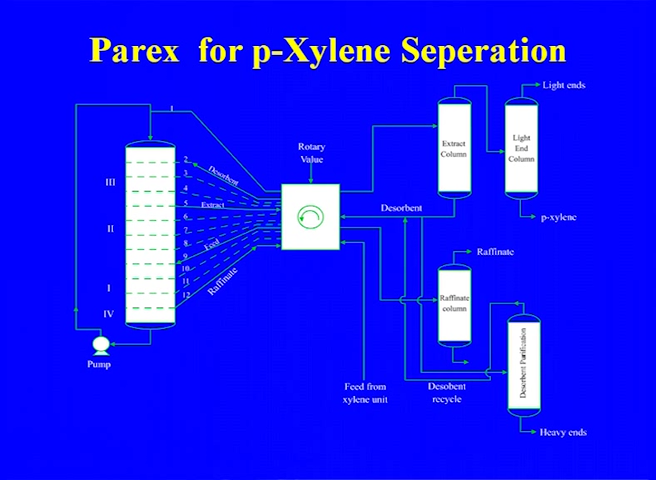 Parex for p-Xylene Seperation
Light ends
1
Rotary
Value
Extract
Column
Light
End
Column
2
3
4
5
6
7
8
9
10
11
12
III
II
I
IV
Desorbent
Extract
Feed
Raffinate
Desorbent
p-xylene
Raffinate
Raffinate
column
Desorbent Purification
Pump
Feed from
xylene unit
Desobent
recycle
Heavy ends